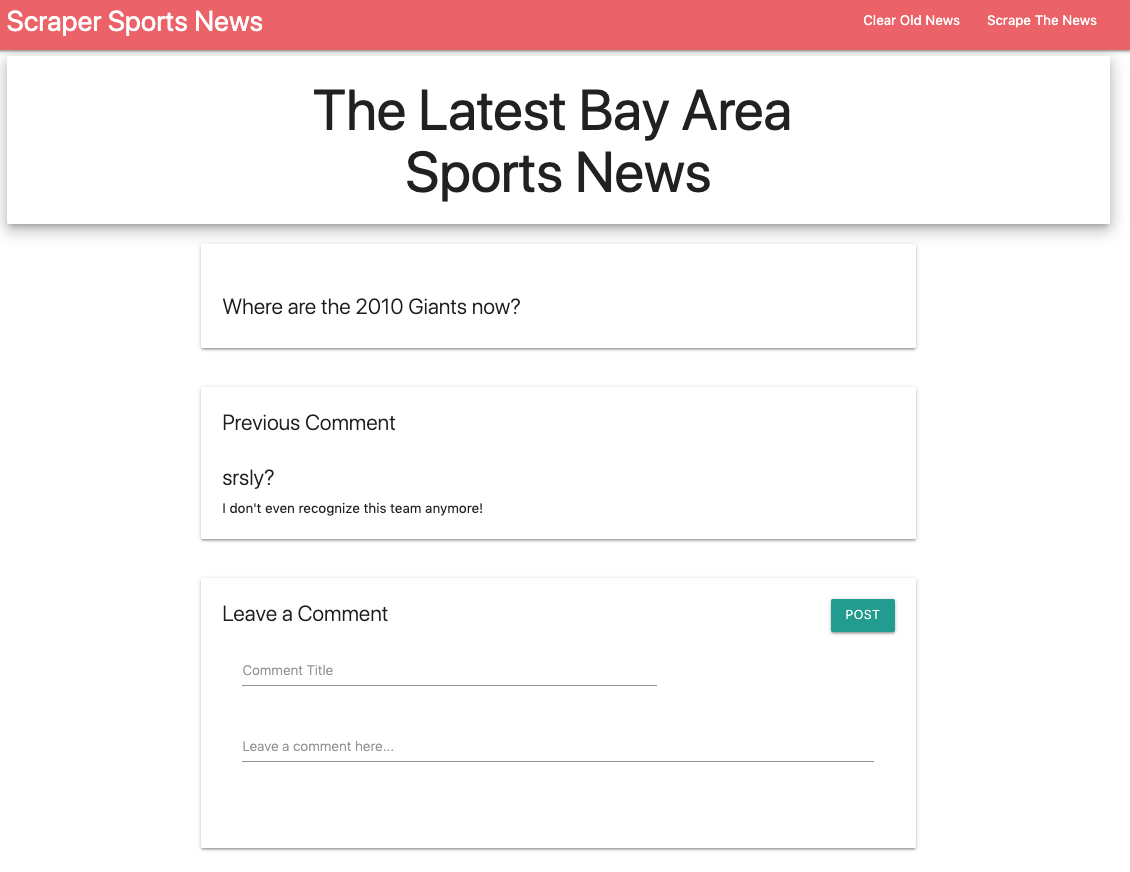 Scraper Sports News
Clear Old News
Scrape The News
The Latest Bay Area
Sports News
Where are the 2010 Giants now?
Previous Comment
srsly?
I don't even recognize this team anymore!
Leave a Comment
POST
Comment Title
Leave a comment here...